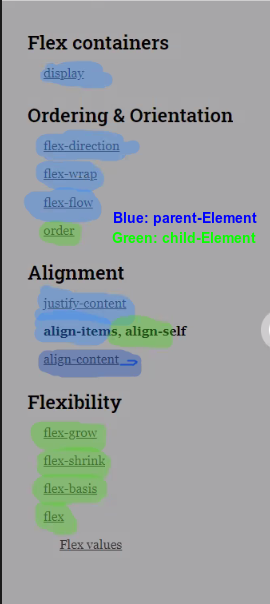 Flex containers
display
Ordering & Orientation
flex-direction
flex-wrap
flex-flow
Blue: parent-Element
order
Green: child-Element
Alignment
justify-content
align-items, align-self
align-content
Flexibility
flex-grow
flex-shrink
flex-basis
flex
Flex values